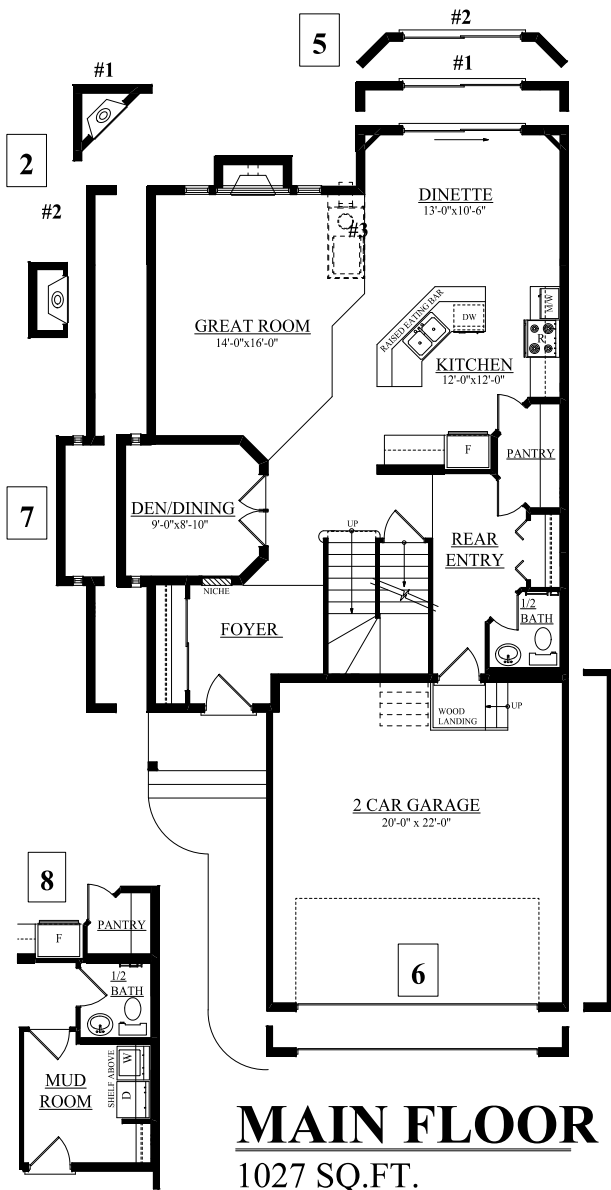 #2
5
#1
#1
2
DINETTE
13'-0"x10'-6"
#2
#3
RAISED EATING BAR
DW
M/W
GREAT ROOM
14'-0"x16'-0"
KITCHEN
12'-0"x12'-0"
F
PANTRY
7
DEN/DINING
9'-0"x8'-10"
UP
REAR
ENTRY
NICHE
1/2
BATH
FOYER
WOOD
LANDING
UP
2 CAR GARAGE
20'-0" x 22'-0"
8
PANTRY
F
6
1/2
BATH
SHELF ABOVE
W
D
MUD
ROOM
MAIN FLOOR
1027 SQ.FT.